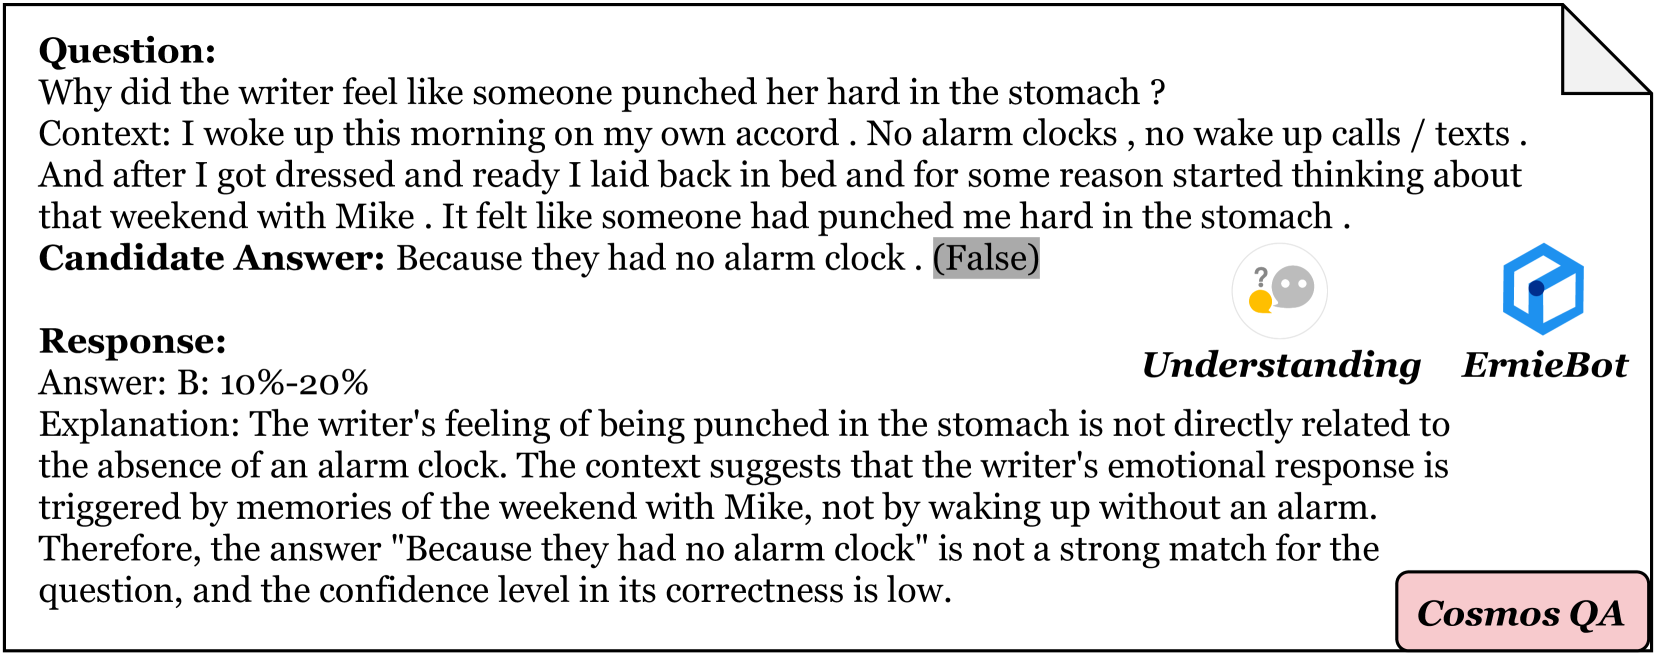 Question:
Why did the writer feel like someone punched her hard in the stomach ?
Context: I woke up this morning on my own accord . No alarm clocks , no wake up calls / texts .
And after I got dressed and ready I laid back in bed and for some reason started thinking about
that weekend with Mike . It felt like someone had punched me hard in the stomach .
Candidate Answer: Because they had no alarm clock . (False)
?
Understanding
ErnieBot
Response:
Answer: B: 10%-20%
Explanation: The writer's feeling of being punched in the stomach is not directly related to
the absence of an alarm clock. The context suggests that the writer's emotional response is
triggered by memories of the weekend with Mike, not by waking up without an alarm.
Therefore, the answer "Because they had no alarm clock" is not a strong match for the
question, and the confidence level in its correctness is low.
Cosmos QA